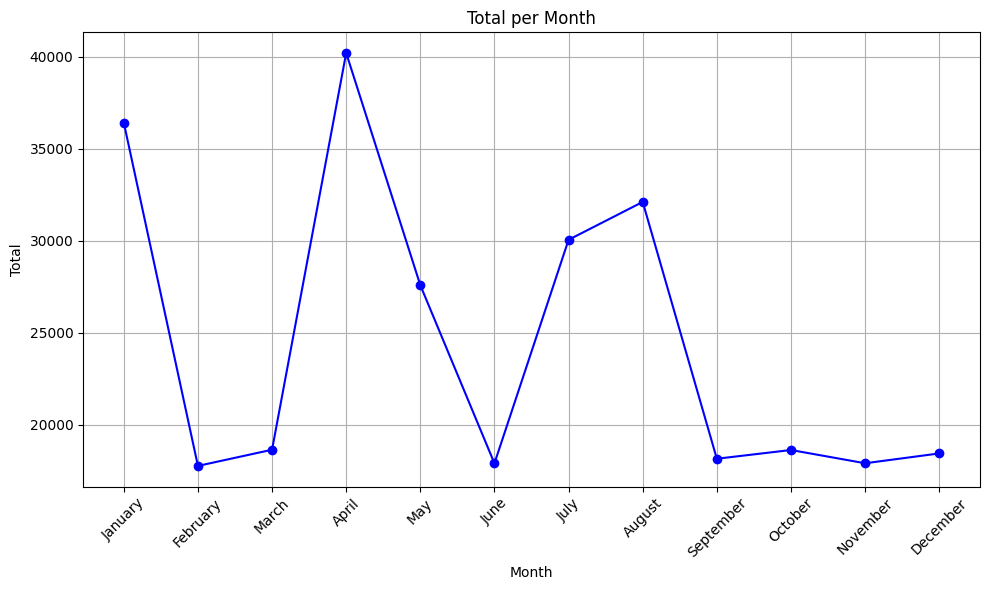 Total per Month
40000
35000
30000
25000
20000
Total
January
February
March
April
May
June
July
August
September
October
November
December
Month